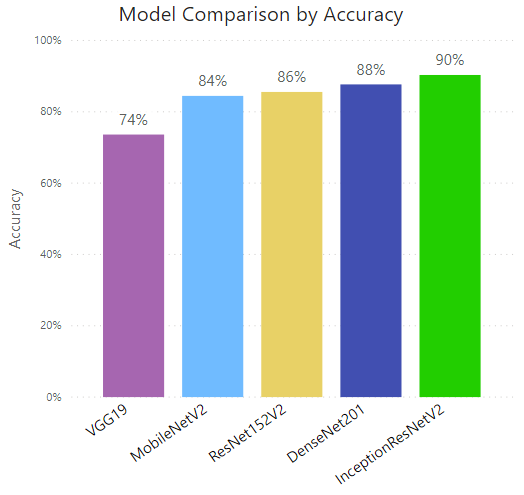 Model Comparison by Accuracy
100%
80%
60%
40%
20%
0%
Accuracy
74%
84%
86%
88%
90%
VGG19
MobileNetV2
ResNet152V2
DenseNet201
InceptionResNetV2